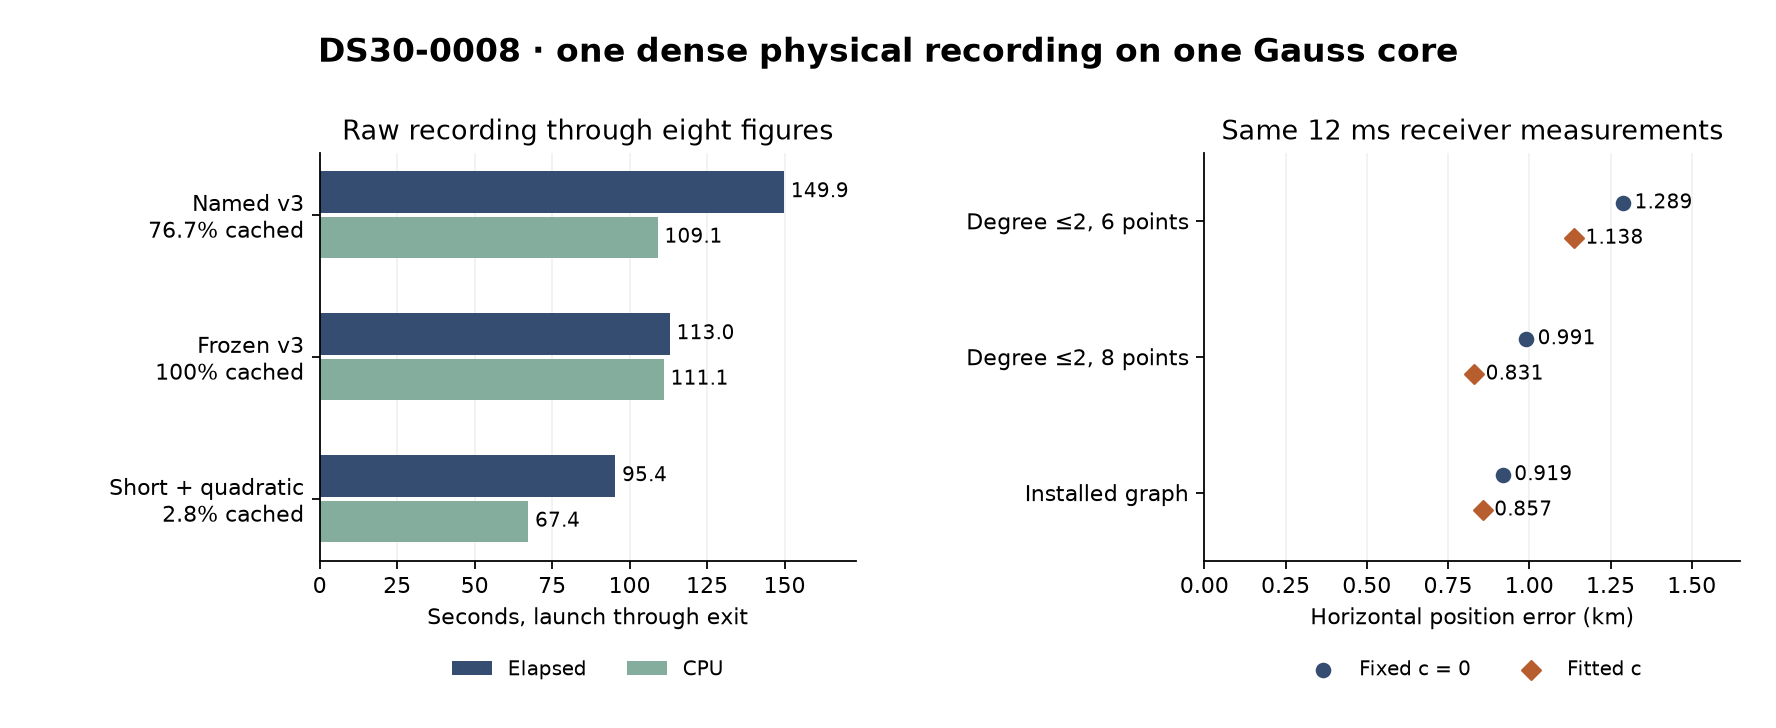 DS30-0008 · one dense physical recording on one Gauss core
Raw recording through eight figures
Named v3
76.7% cached
149.9
109.1
Frozen v3
100% cached
113.0
111.1
Short + quadratic
2.8% cached
95.4
67.4
0 25 50 75 100 125 150
Seconds, launch through exit
Elapsed CPU
Same 12 ms receiver measurements
Degree ≤2, 6 points
1.289
1.138
Degree ≤2, 8 points
0.991
0.831
Installed graph
0.919
0.857
0.00 0.25 0.50 0.75 1.00 1.25 1.50
Horizontal position error (km)
Fixed c = 0 Fitted c